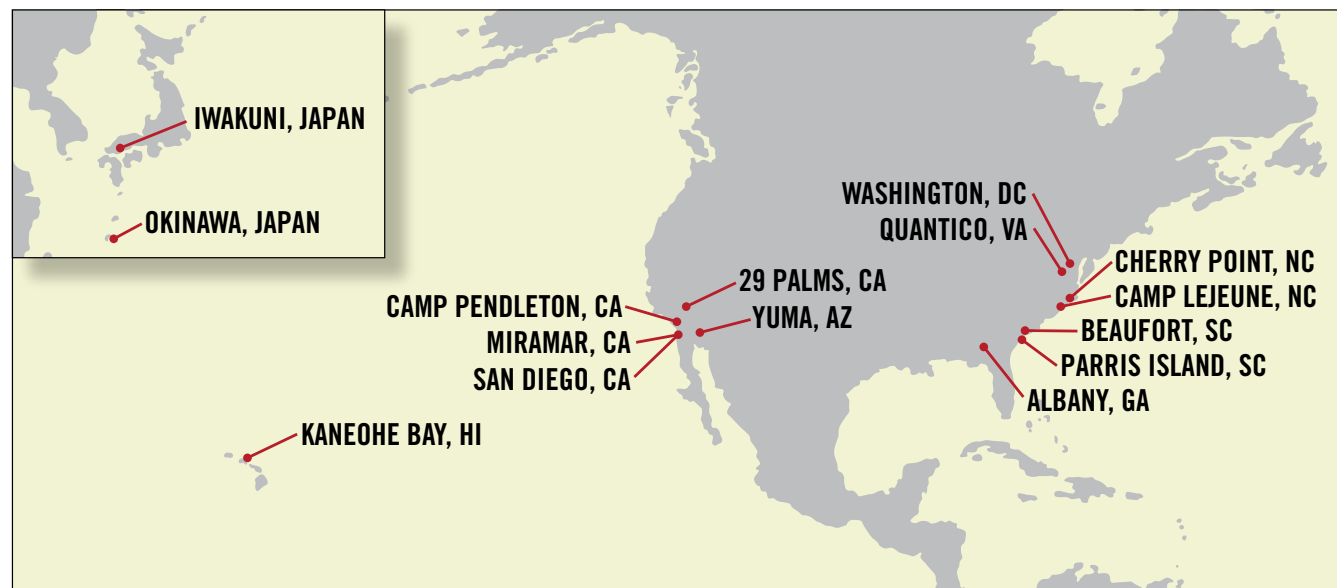 IWAKUNI, JAPAN
OKINAWA, JAPAN
WASHINGTON, DC
QUANTICO, VA
CHERRY POINT, NC
29 PALMS, CA
CAMP LEJEUNE, NC
CAMP PENDLETON, CA
YUMA, AZ
BEAUFORT, SC
MIRAMAR, CA
PARRIS ISLAND, SC
SAN DIEGO, CA
ALBANY, GA
KANEOHE BAY, HI